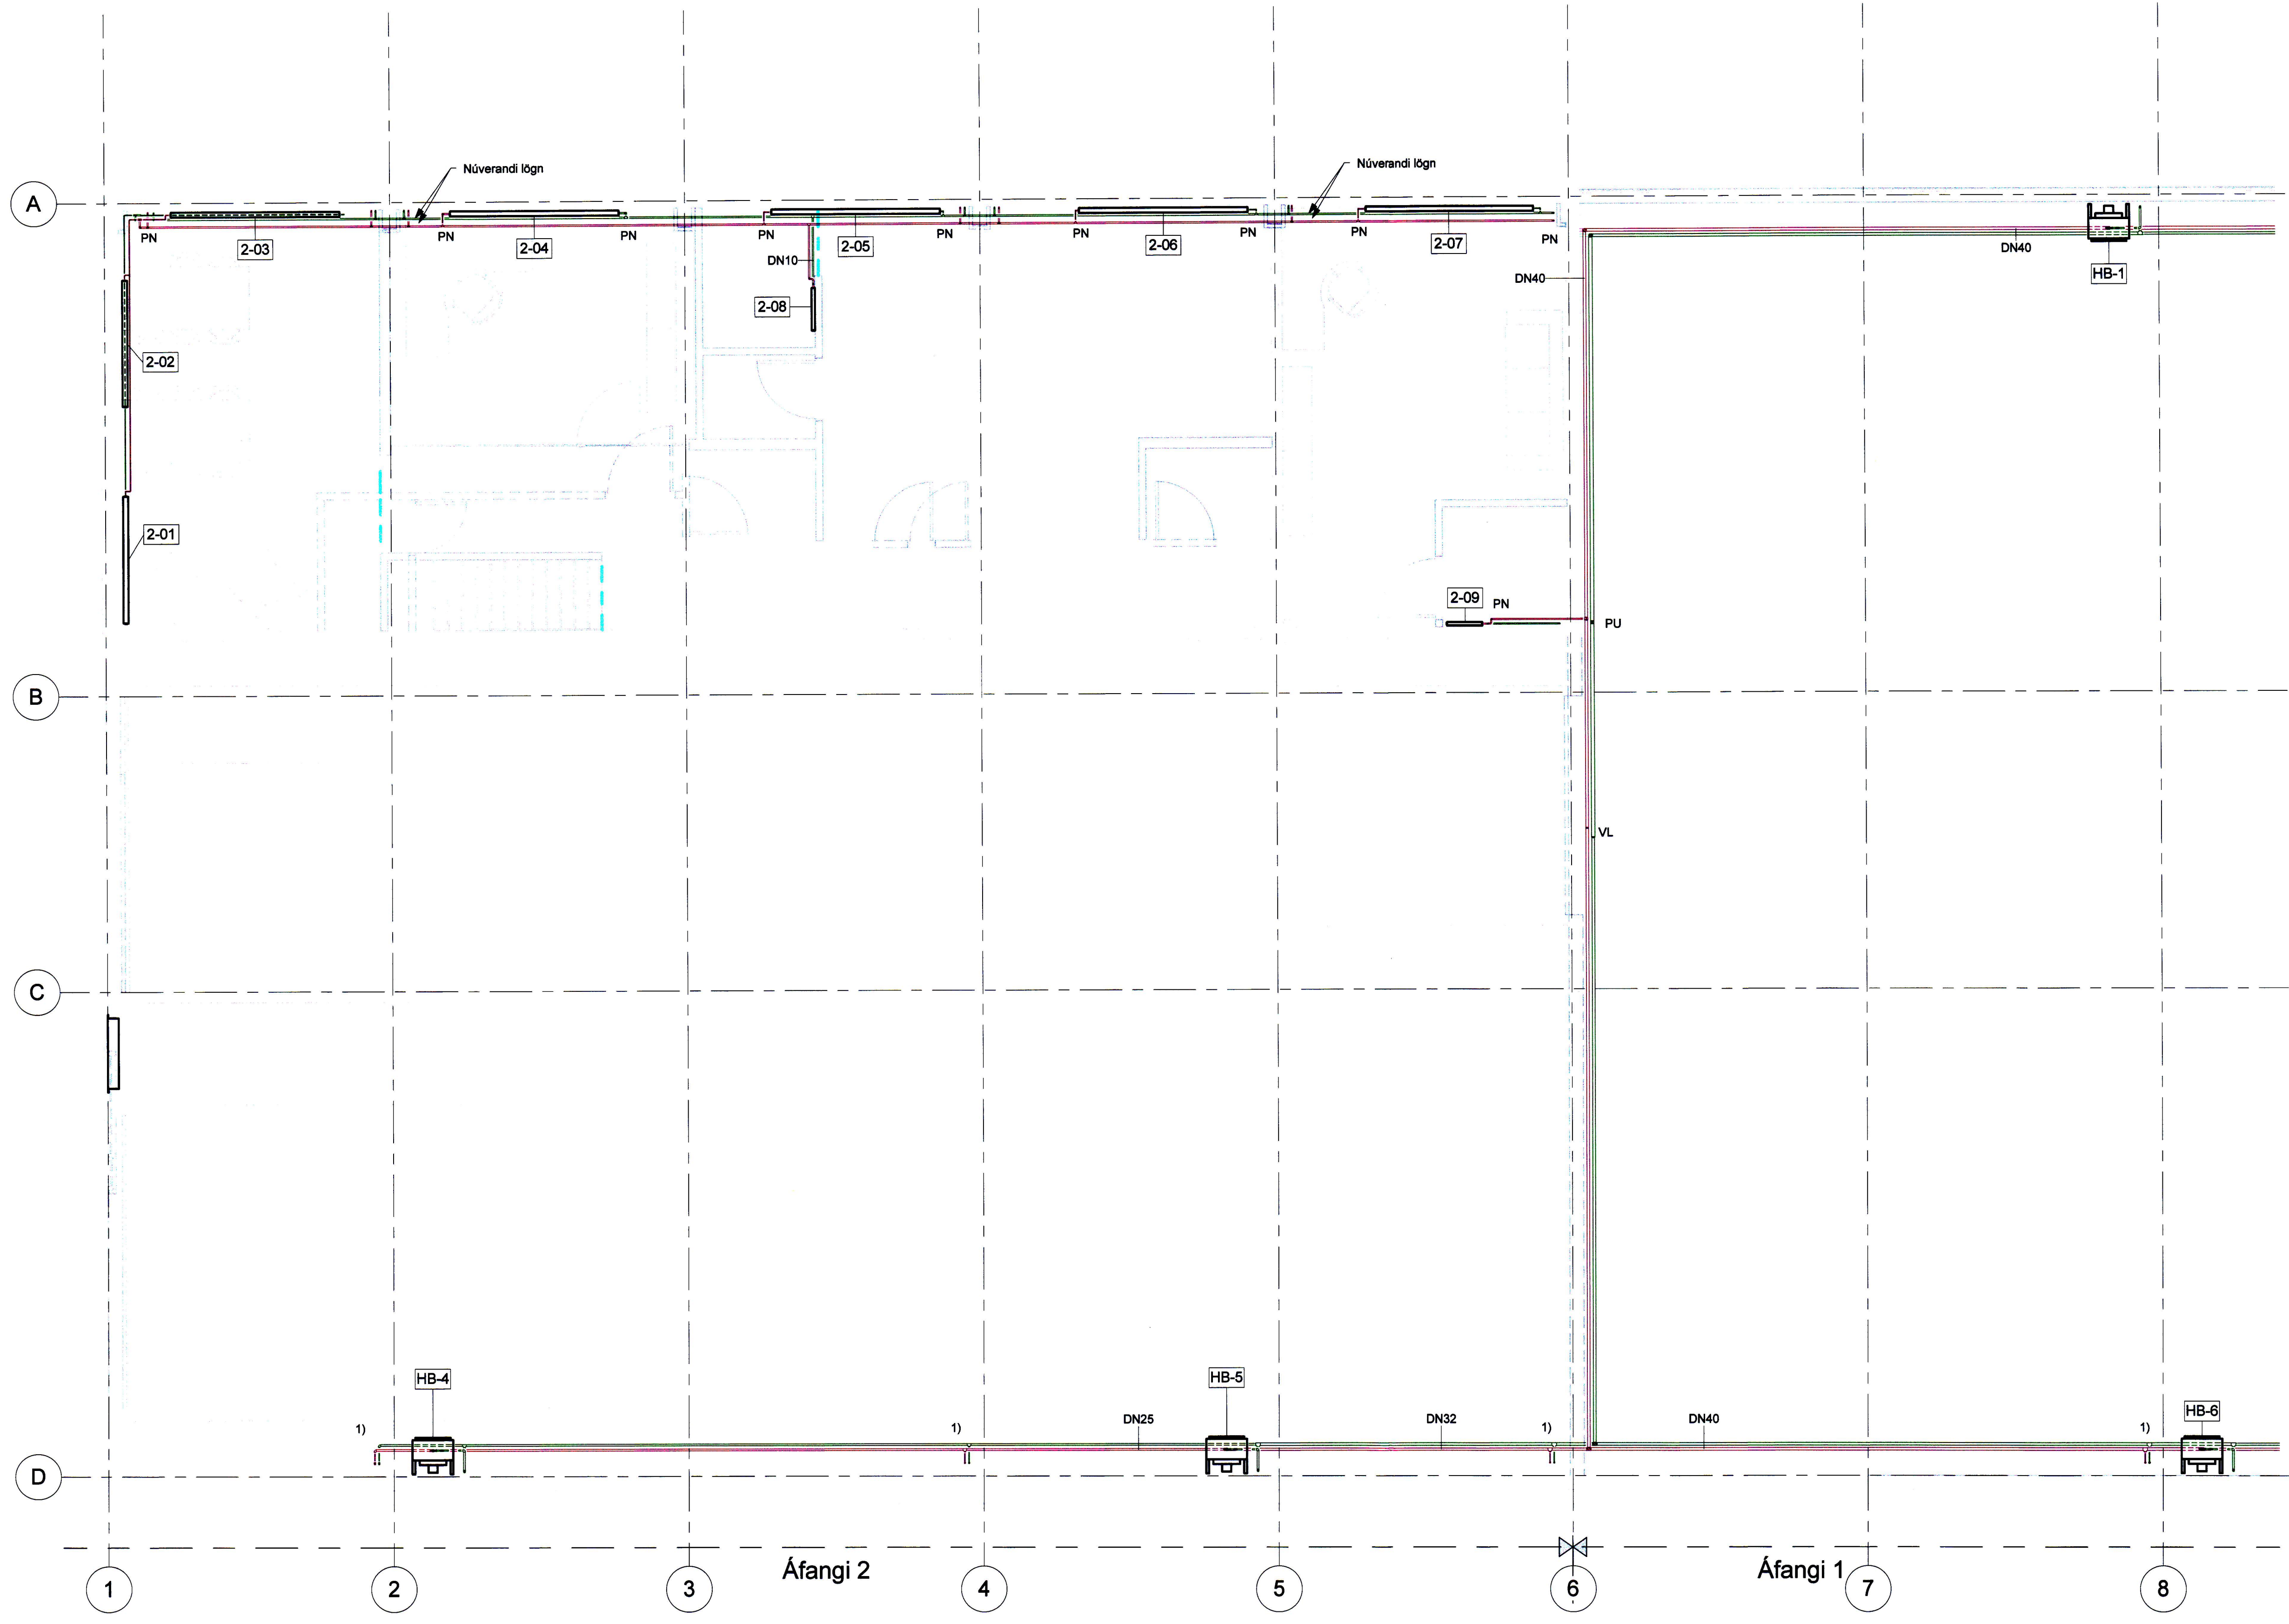 Núverandi lögn
Núverandi lögn
A
PN
2-03
PN
2-04
PN
PN
2-05
PN
PN
2-06
PN
PN
2-07
PN
DN40
DN10
DN40
HB-1
2-08
2-02
2-01
2-09
PN
PU
B
VL
C
HB-4
HB-5
HB-6
1)
1)
DN25
DN32
1)
DN40
1)
D
Áfangi 2
Áfangi 1
1
2
3
4
5
6
7
8